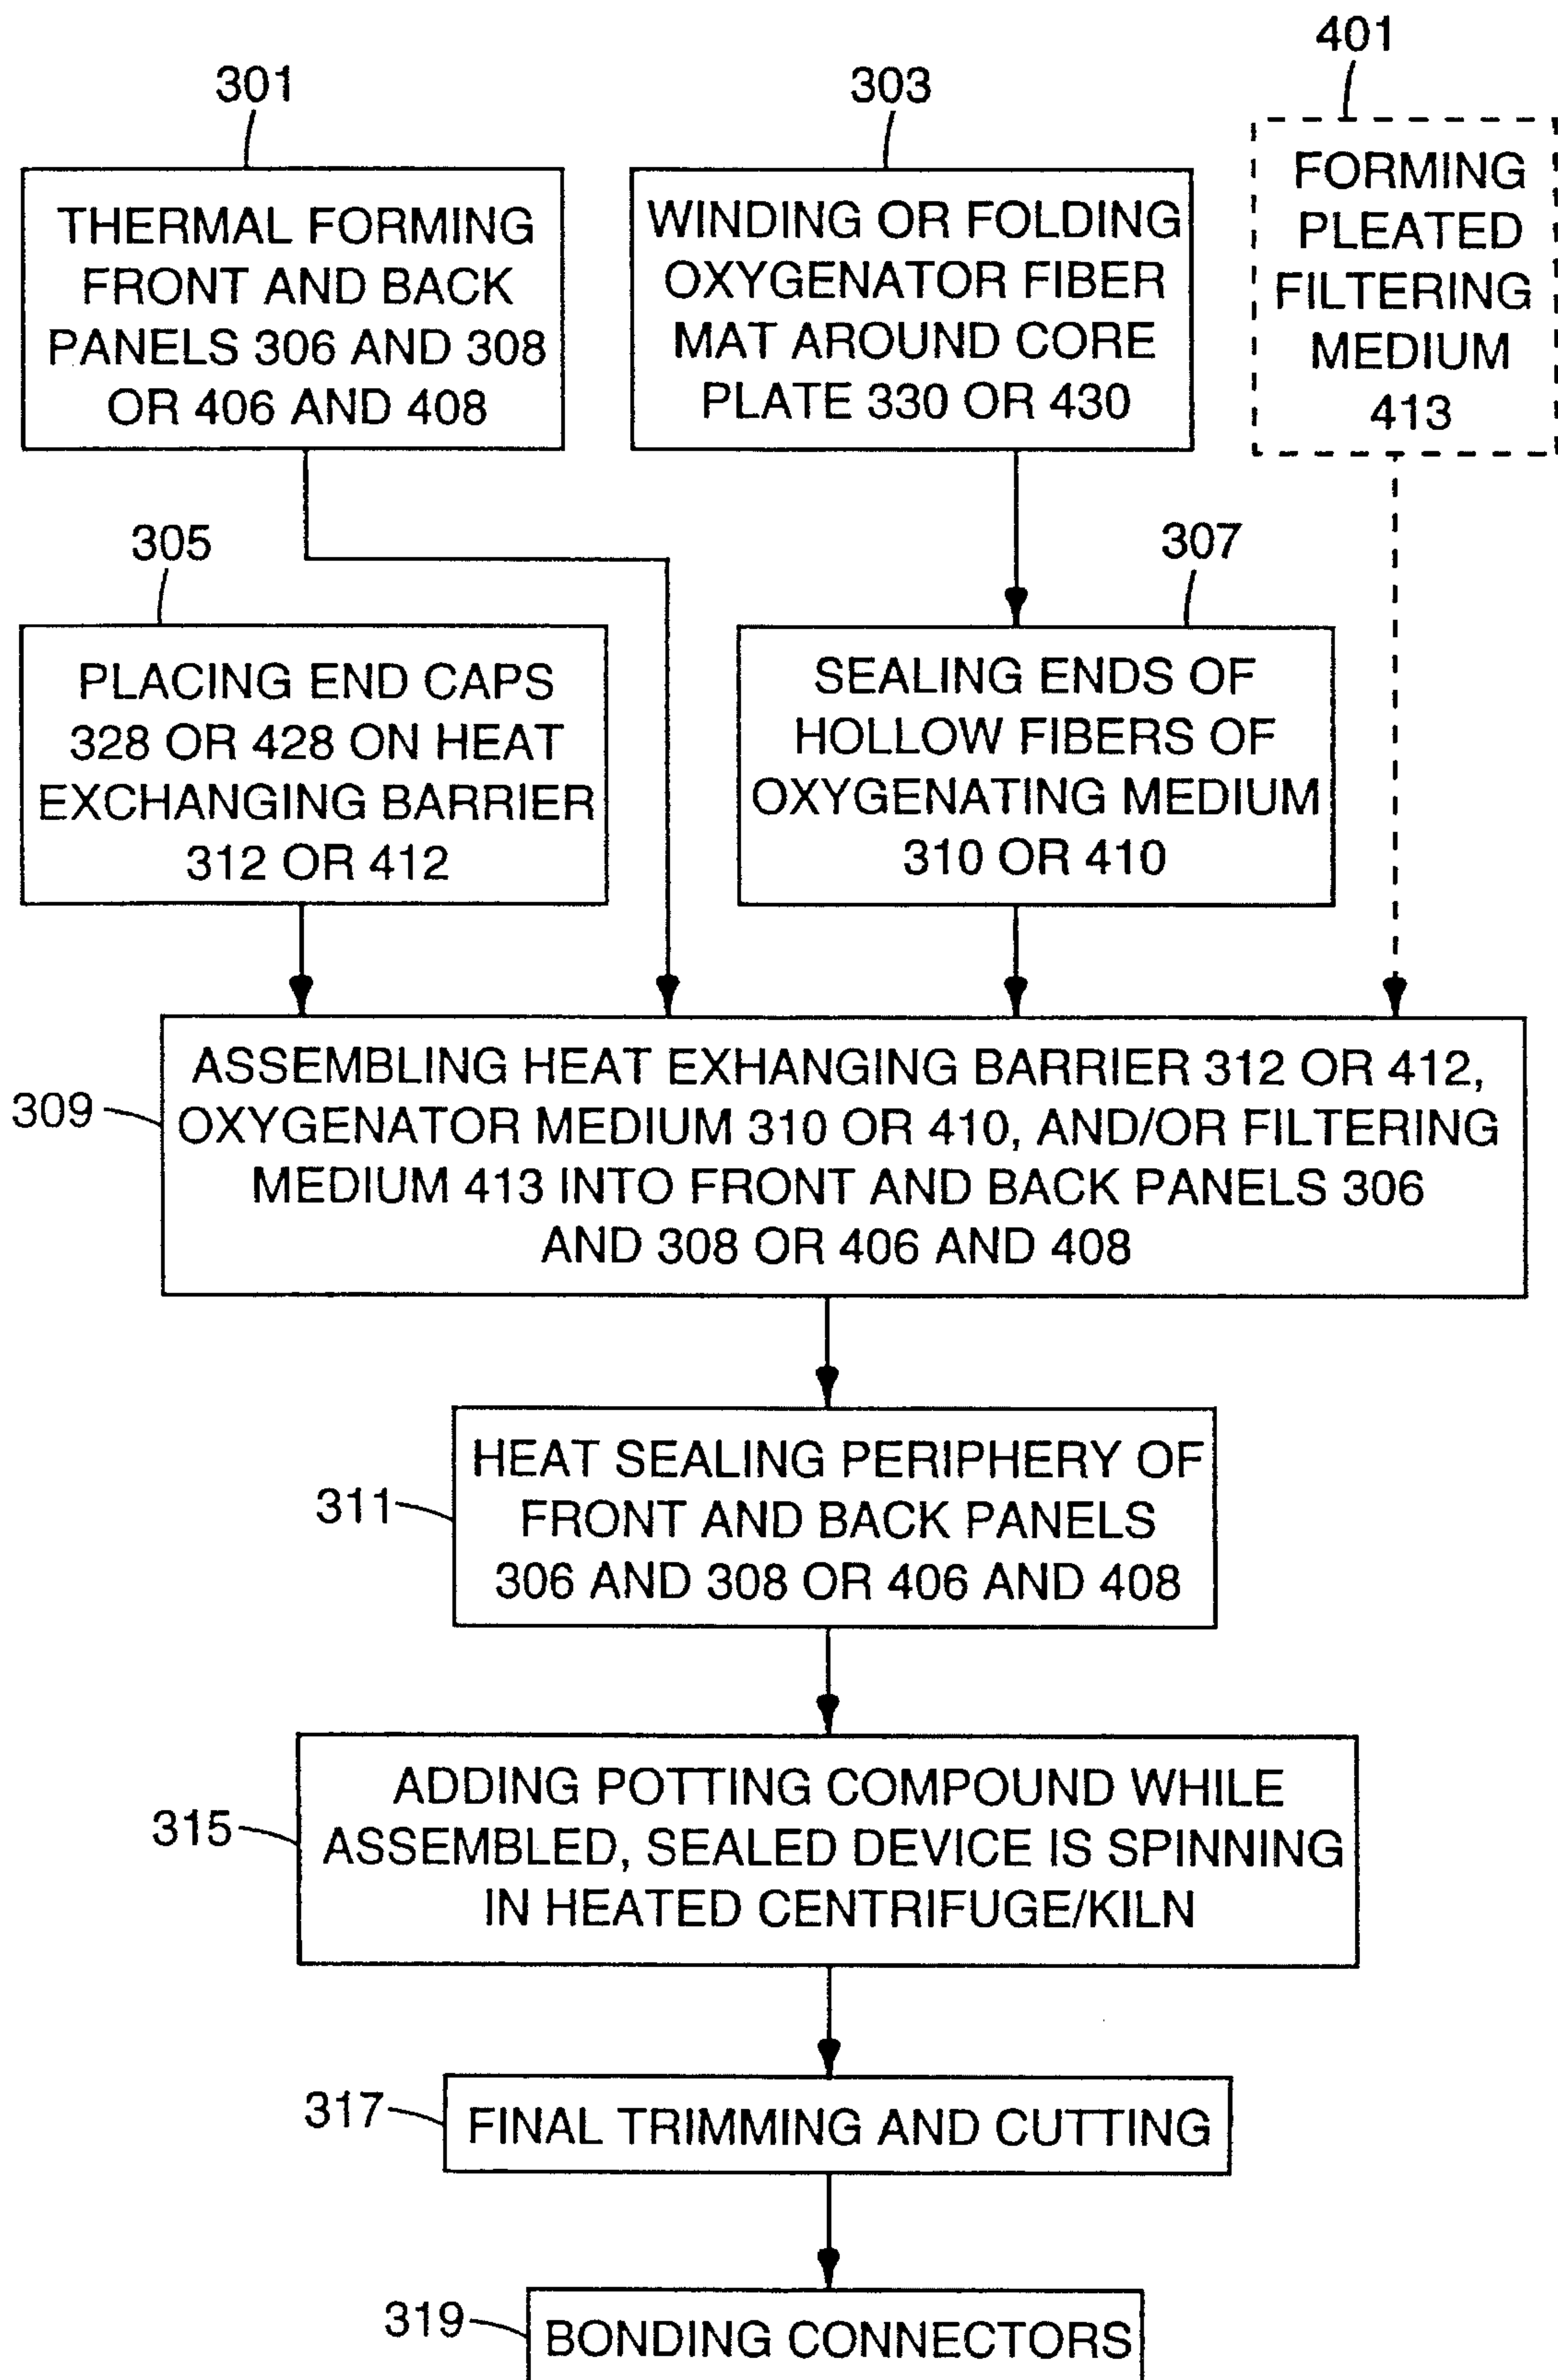 401
301
303
THERMAL FORMING
FRONT AND BACK
PANELS 306 AND 308
OR 406 AND 408
WINDING OR FOLDING
OXYGENATOR FIBER
MAT AROUND CORE
PLATE 330 OR 430
FORMING
PLEATED
FILTERING
MEDIUM
413
305
307
PLACING END CAPS
328 OR 428 ON HEAT
EXCHANGING BARRIER
312 OR 412
SEALING ENDS OF
HOLLOW FIBERS OF
OXYGENATING MEDIUM
310 OR 410
309
ASSEMBLING HEAT EXHANGING BARRIER 312 OR 412,
OXYGENATOR MEDIUM 310 OR 410, AND/OR FILTERING
MEDIUM 413 INTO FRONT AND BACK PANELS 306
AND 308 OR 406 AND 408
311
HEAT SEALING PERIPHERY OF
FRONT AND BACK PANELS
306 AND 308 OR 406 AND 408
315
ADDING POTTING COMPOUND WHILE
ASSEMBLED, SEALED DEVICE IS SPINNING
IN HEATED CENTRIFUGE/KILN
317
FINAL TRIMMING AND CUTTING
319
BONDING CONNECTORS